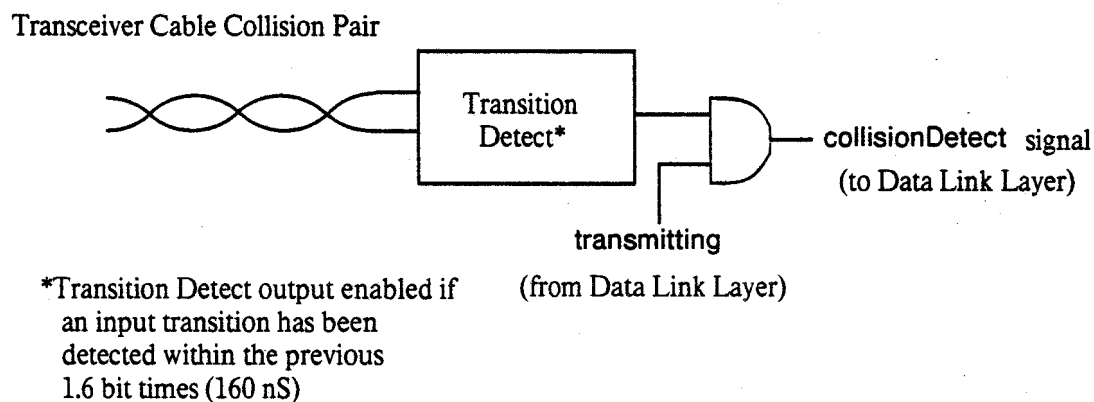 Transceiver Cable Collision Pair
Transition
Detect*
collisionDetect signal
(to Data Link Layer)
transmitting
(from Data Link Layer)
*Transition Detect output enabled if
an input transition has been
detected within the previous
1.6 bit times (160 nS)